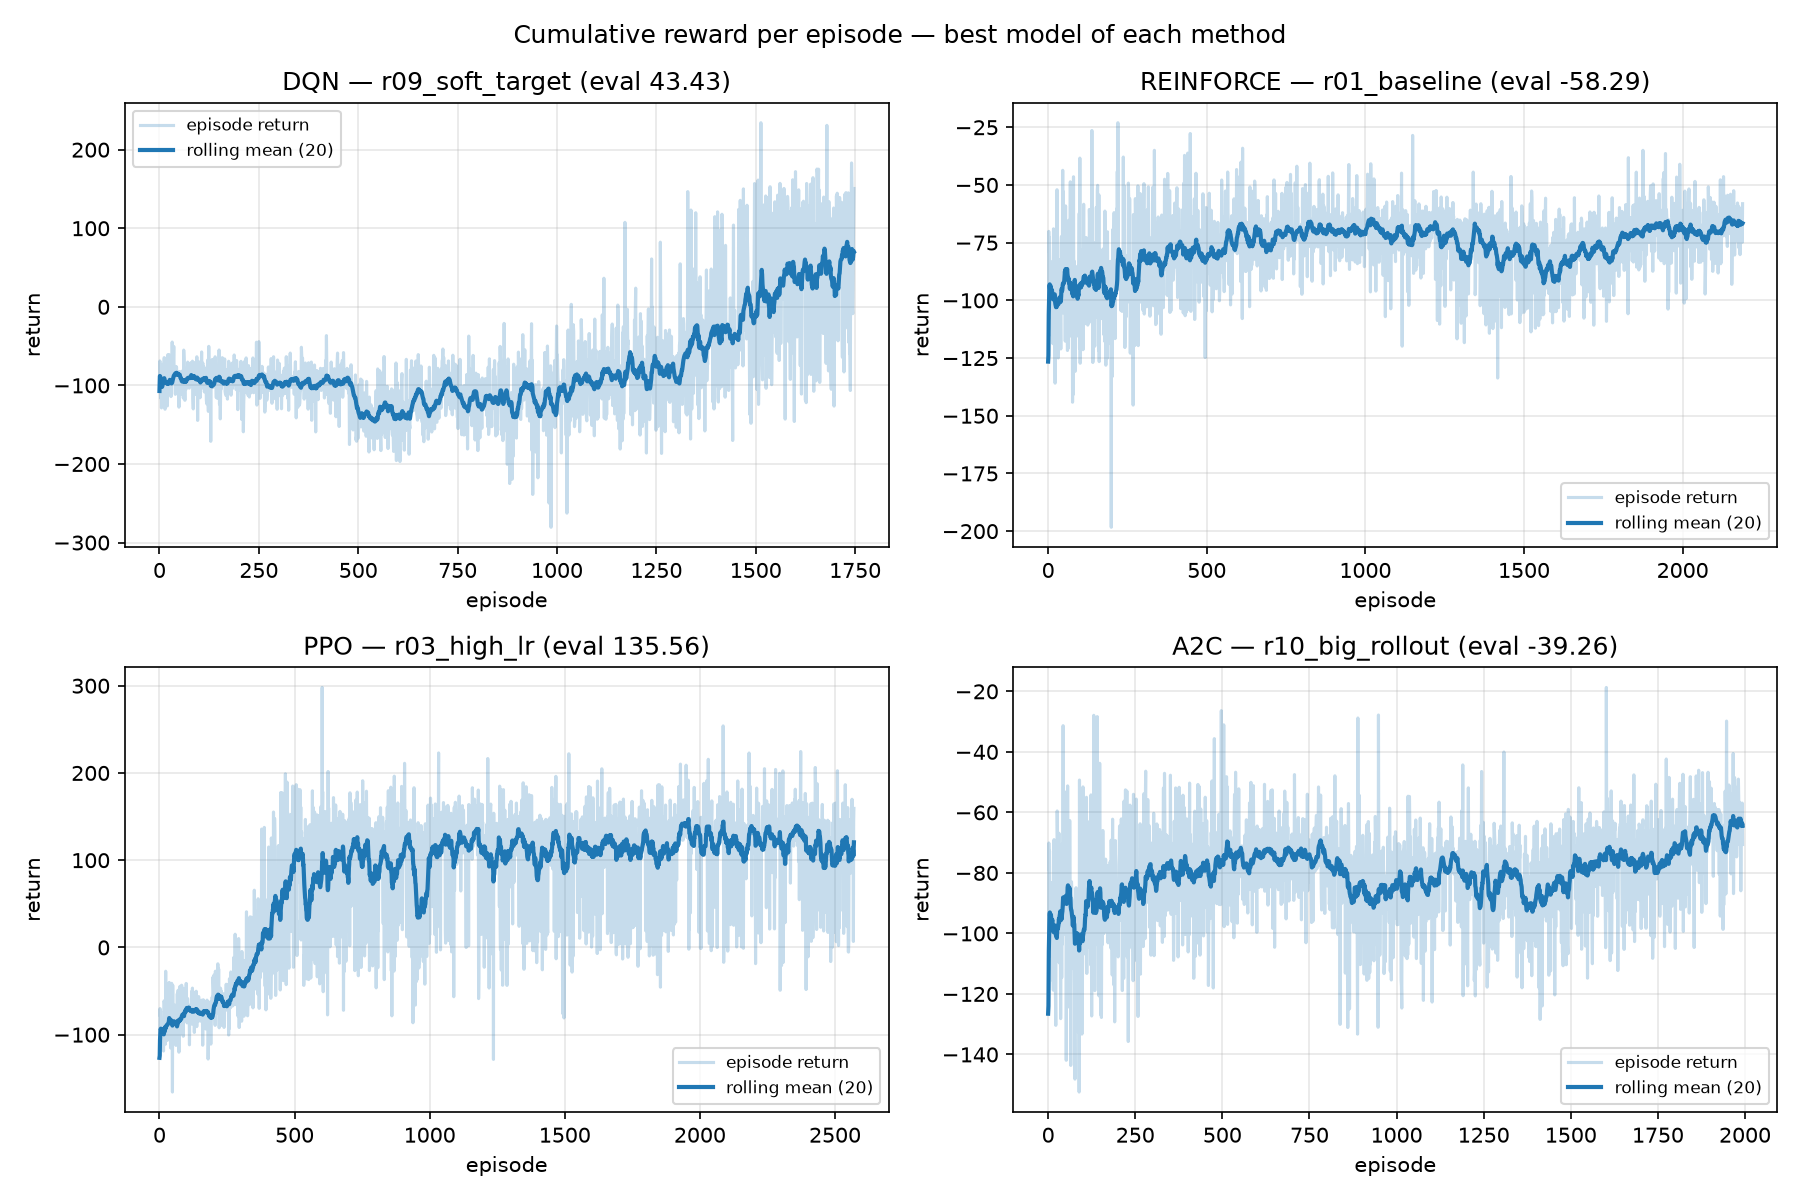 Cumulative reward per episode — best model of each method
DQN — r09_soft_target (eval 43.43)
episode return
rolling mean (20)
200
100
0
−100
−200
−300
return
0 250 500 750 1000 1250 1500 1750
episode
REINFORCE — r01_baseline (eval -58.29)
−25
−50
−75
−100
−125
−150
−175
−200
return
episode return
rolling mean (20)
0 500 1000 1500 2000
episode
PPO — r03_high_lr (eval 135.56)
300
200
100
0
−100
return
episode return
rolling mean (20)
0 500 1000 1500 2000 2500
episode
A2C — r10_big_rollout (eval -39.26)
−20
−40
−60
−80
−100
−120
−140
return
episode return
rolling mean (20)
0 250 500 750 1000 1250 1500 1750 2000
episode